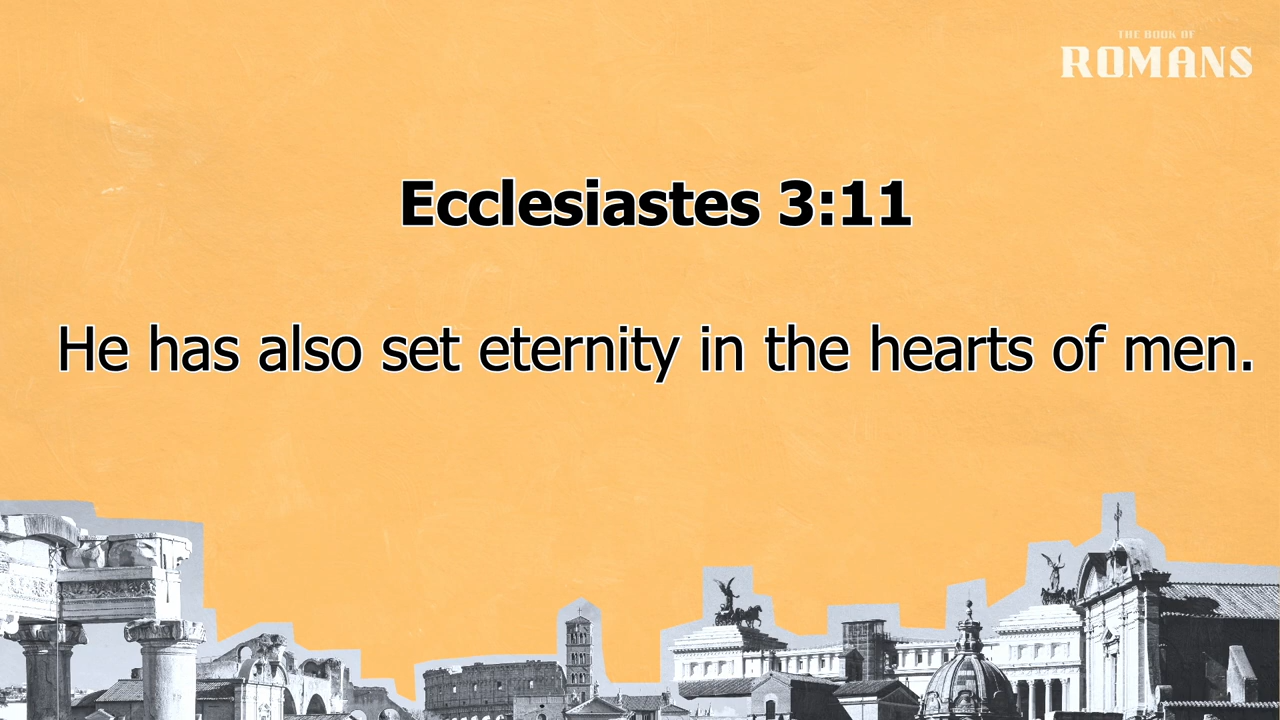 THE BOOK OF
ROMANS
Ecclesiastes 3:11
He has also set eternity in the hearts of men.